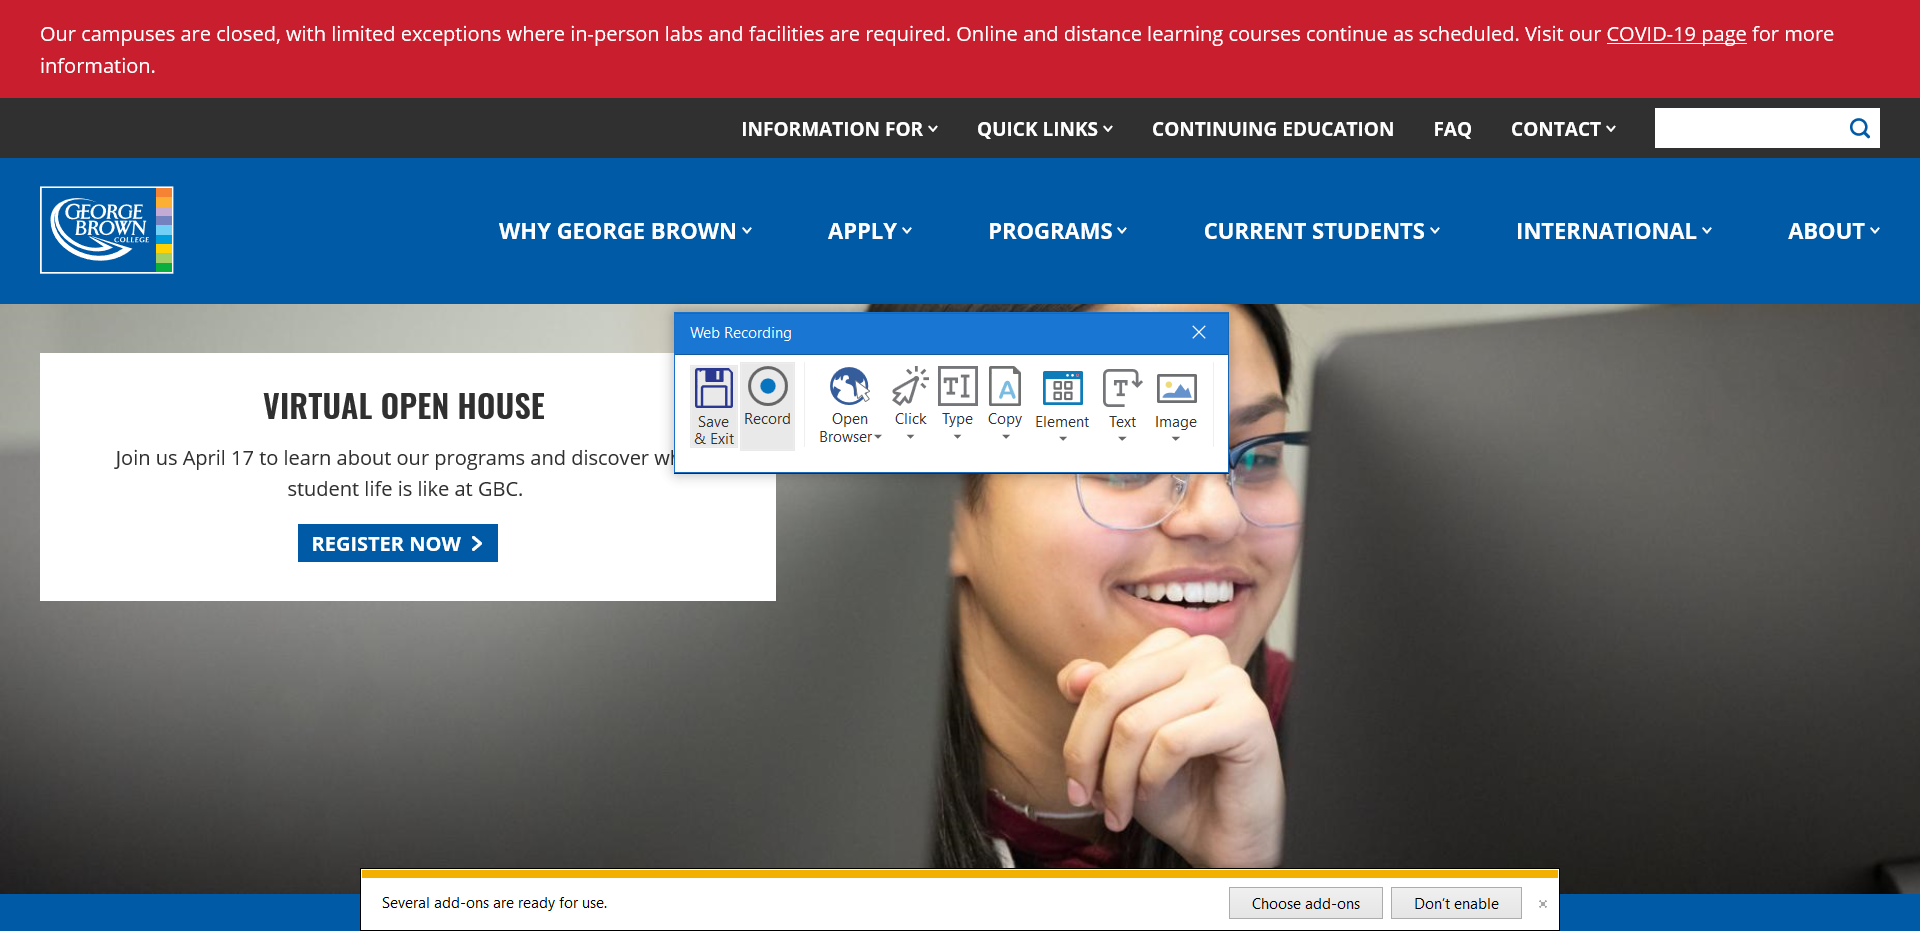 Our campuses are closed, with limited exceptions where in-person labs and facilities are required. Online and distance learning courses continue as scheduled. Visit our COVID-19 page for more
information.
INFORMATION FOR QUICK LINKS CONTINUING EDUCATION FAQ CONTACT
GEORGE
BROWN
COLLEGE
WHY GEORGE BROWN APPLY PROGRAMS CURRENT STUDENTS INTERNATIONAL ABOUT
Web Recording
Save
& Exit
Record
Open
Browser
Click
Type
Copy
Element
Text
Image
VIRTUAL OPEN HOUSE
Join us April 17 to learn about our programs and discover
student life is like at GBC.
REGISTER NOW
Several add-ons are ready for use.
Choose add-ons
Don't enable